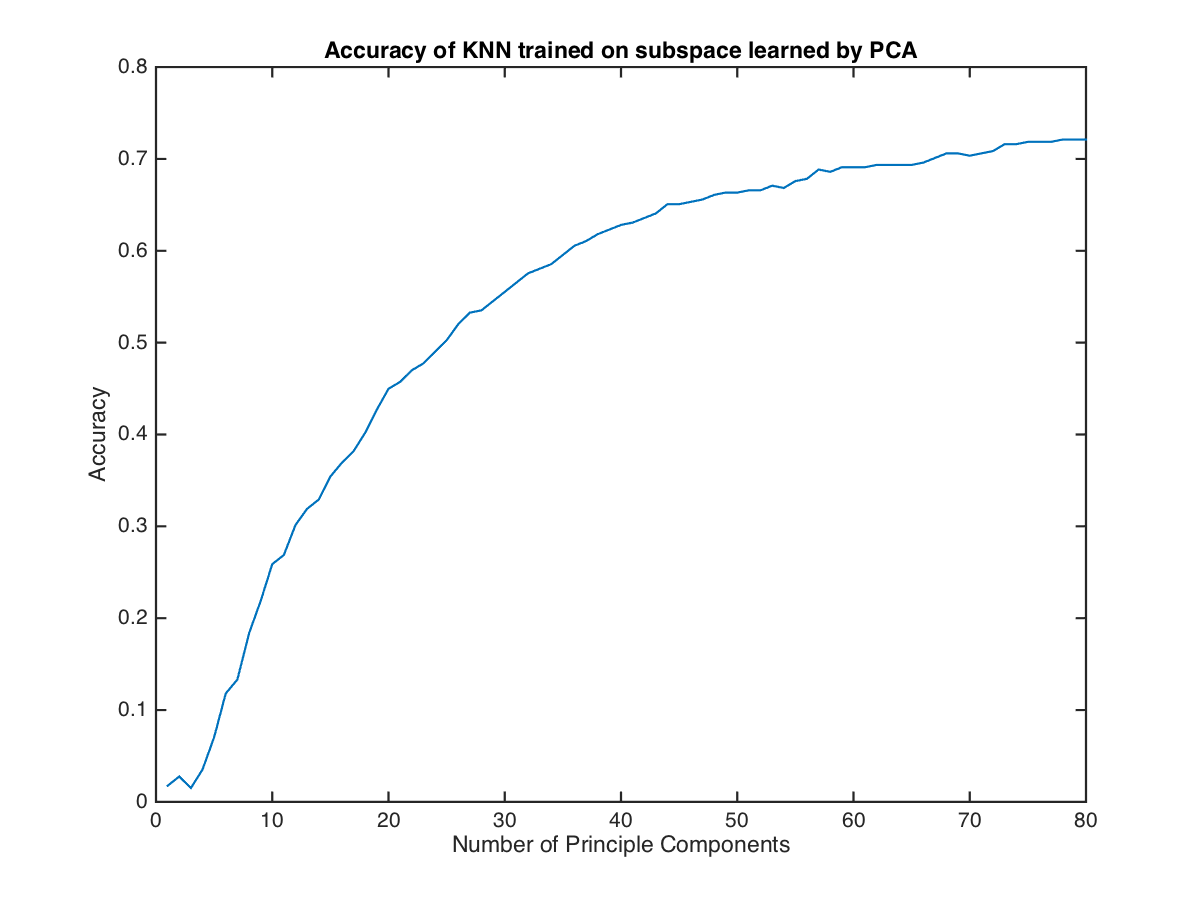 Accuracy of KNN trained on subspace learned by PCA
0.8
0.7
0.6
0.5
0.4
0.3
0.2
0.1
0
Accuracy
0 10 20 30 40 50 60 70 80
Number of Principle Components